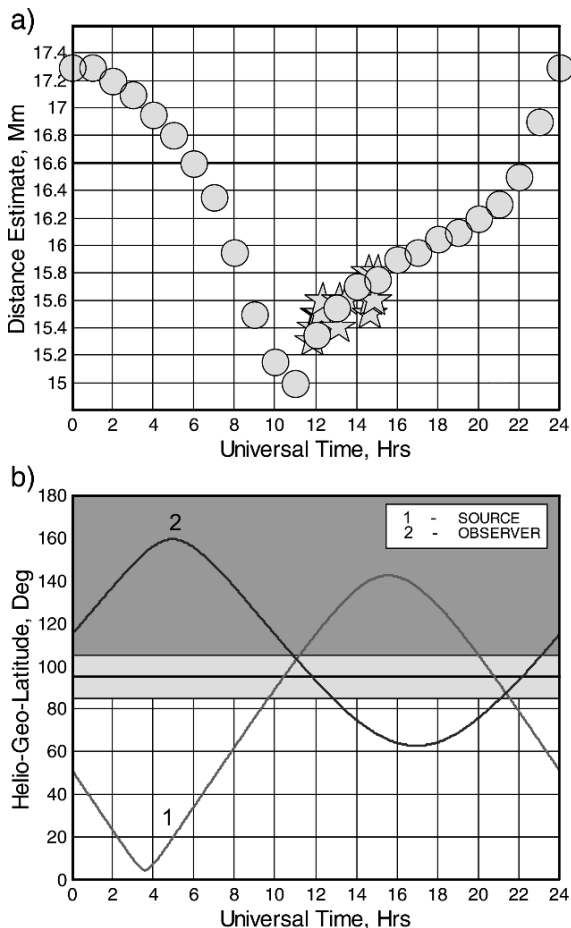 a)
17.4
17.2
17
16.8
16.6
16.4
16.2
16
15.8
15.6
15.4
15.2
15
Distance Estimate, Mm
0 2 4 6 8 10 12 14 16 18 20 22 24
Universal Time, Hrs
b)
180
160
140
120
100
80
60
40
20
0
Helio-Geo-Latitude, Deg
2
1
1 - SOURCE
2 - OBSERVER
0 2 4 6 8 10 12 14 16 18 20 22 24
Universal Time, Hrs